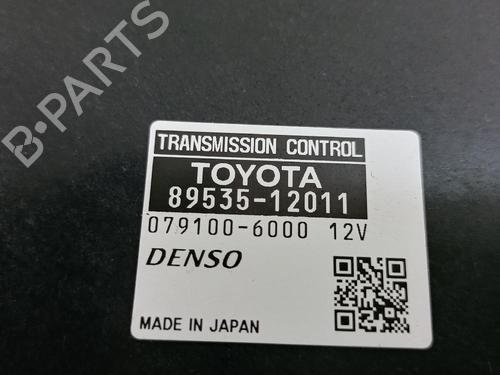 B-PARTS
TRANSMISSION CONTROL
TOYOTA
89535-12011
079100-6000 12V
DENSO
MADE IN JAPAN